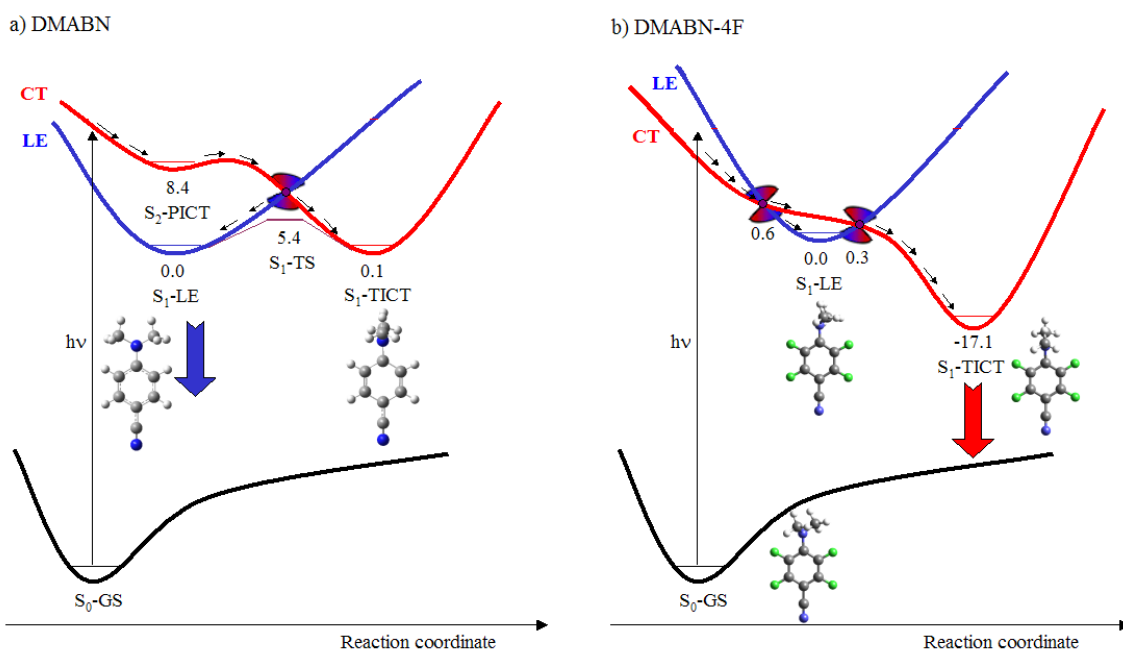 a) DMABN
CT
LE
8.4
S₂-PICT
5.4
S₁-TS
0.0
S₁-LE
0.1
S₁-TICT
hν
S₀-GS
Reaction coordinate
b) DMABN-4F
LE
CT
0.6
0.0
0.3
S₁-LE
-17.1
S₁-TICT
hν
S₀-GS
Reaction coordinate